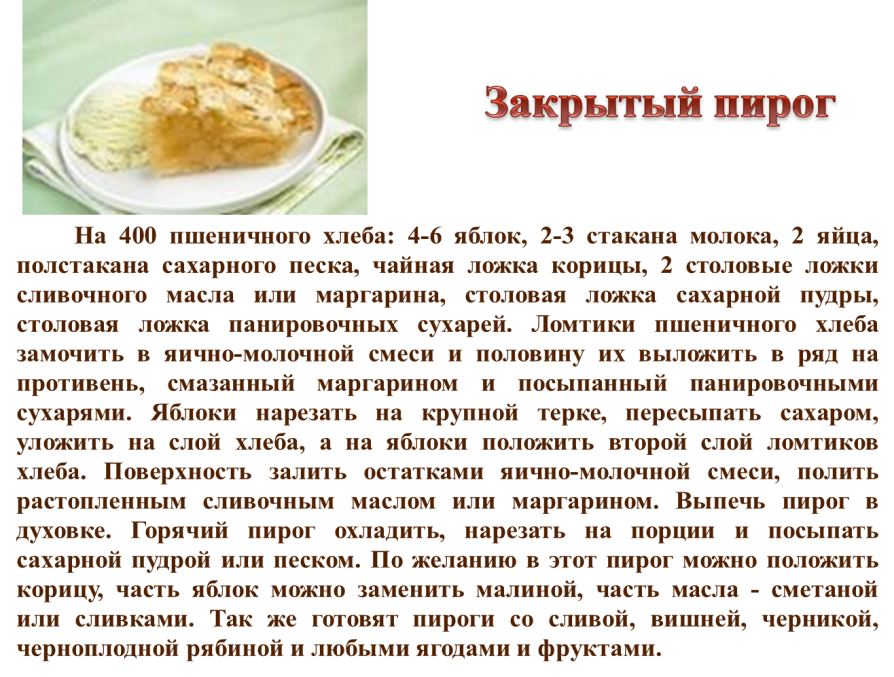 Закрытый пирог
На 400 пшеничного хлеба: 4-6 яблок, 2-3 стакана молока, 2 яйца,
полстакана сахарного песка, чайная ложка корицы, 2 столовые ложки
сливочного масла или маргарина, столовая ложка сахарной пудры,
столовая ложка панировочных сухарей. Ломтики пшеничного хлеба
замочить в яично-молочной смеси и половину их выложить в ряд на
противень, смазанный маргарином и посыпанный панировочными
сухарями. Яблоки нарезать на крупной терке, пересыпать сахаром,
уложить на слой хлеба, а на яблоки положить второй слой ломтиков
хлеба. Поверхность залить остатками яично-молочной смеси, полить
растопленным сливочным маслом или маргарином. Выпечь пирог в
духовке. Горячий пирог охладить, нарезать на порции и посыпать
сахарной пудрой или песком. По желанию в этот пирог можно положить
корицу, часть яблок можно заменить малиной, часть масла - сметаной
или сливками. Так же готовят пироги со сливой, вишней, черникой,
черноплодной рябиной и любыми ягодами и фруктами.